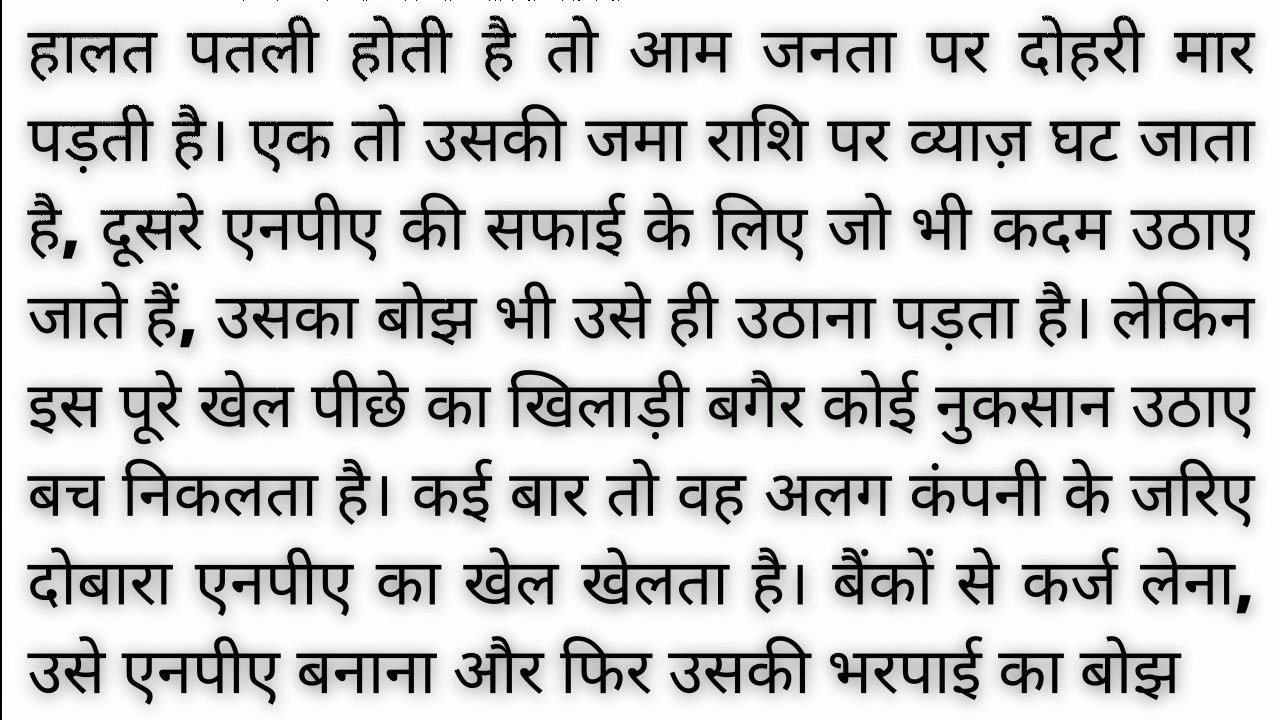 हालत पतली होती है तो आम जनता पर दोहरी मार
पड़ती है। एक तो उसकी जमा राशि पर व्याज़ घट जाता
है, दूसरे एनपीए की सफाई के लिए जो भी कदम उठाए
जाते हैं, उसका बोझ भी उसे ही उठाना पड़ता है। लेकिन
इस पूरे खेल पीछे का खिलाड़ी बगैर कोई नुकसान उठाए
बच निकलता है। कई बार तो वह अलग कंपनी के जरिए
दोबारा एनपीए का खेल खेलता है। बैंकों से कर्ज लेना,
उसे एनपीए बनाना और फिर उसकी भरपाई का बोझ